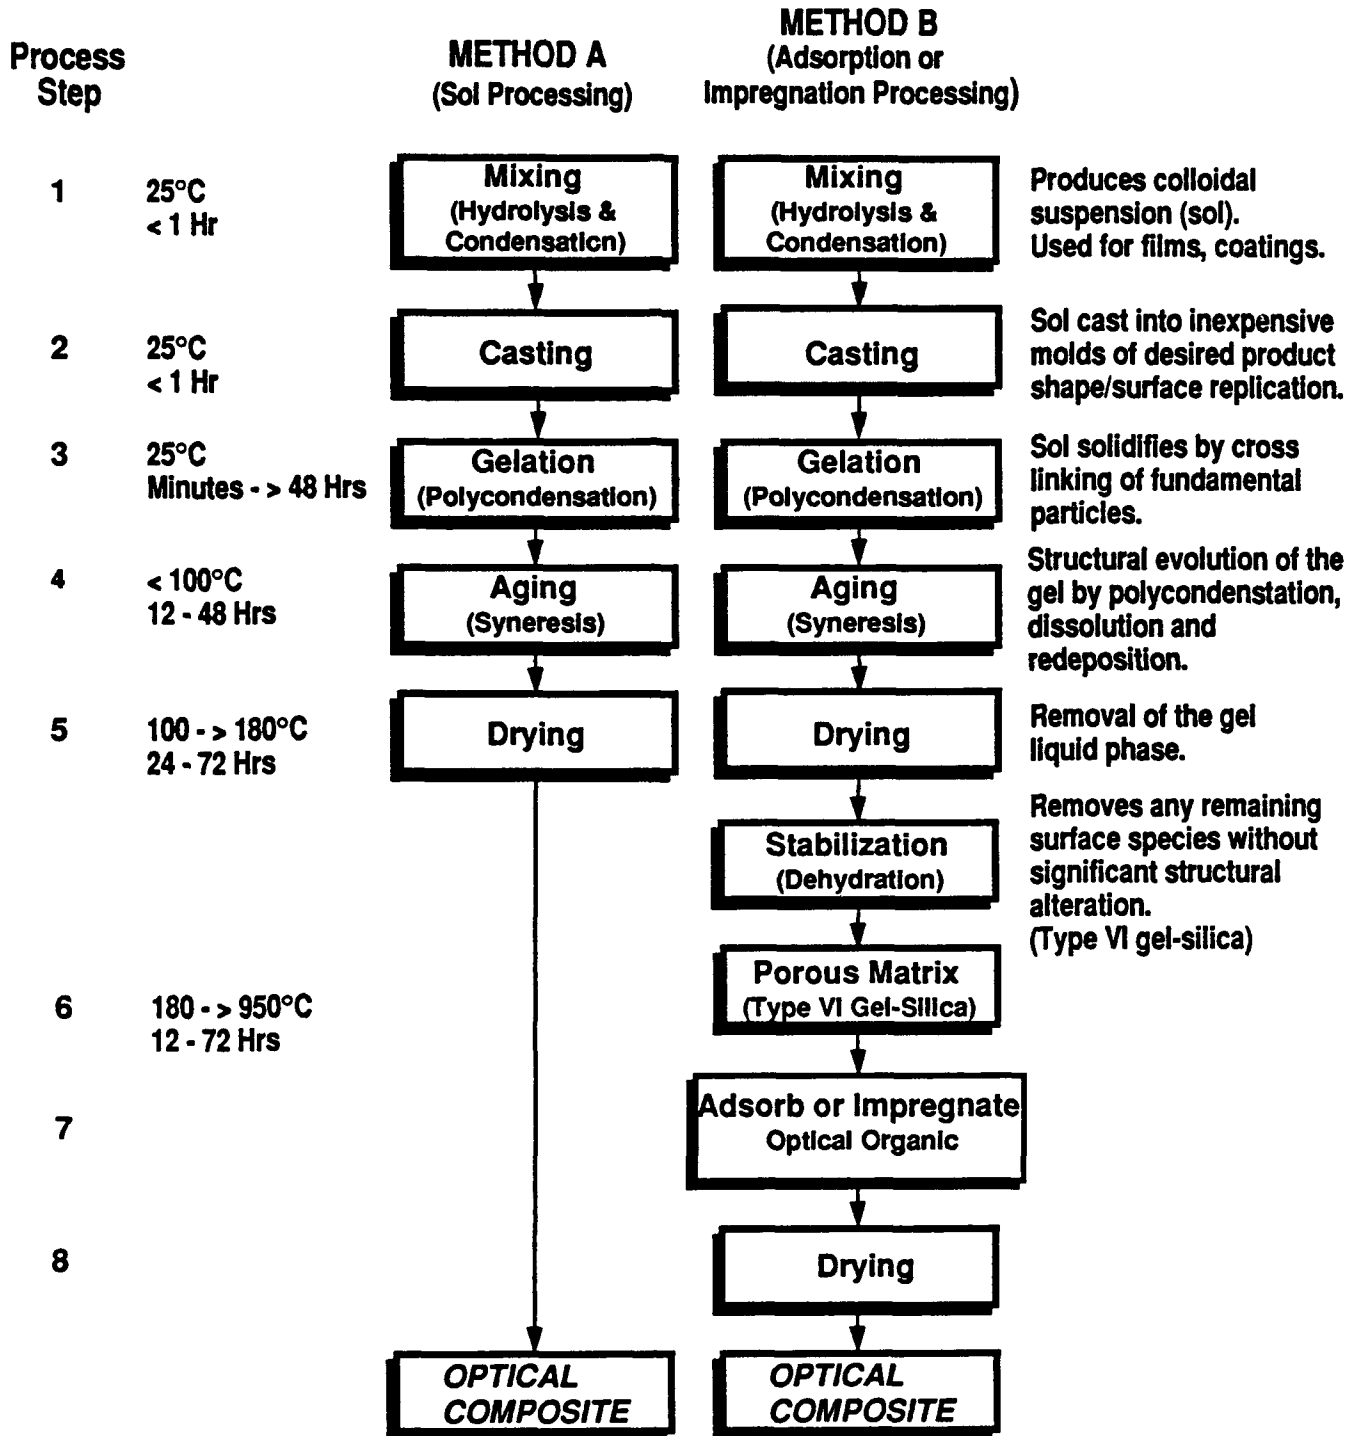 Process
Step
METHOD A
(Sol Processing)
METHOD B
(Adsorption or
Impregnation Processing)
1
25°C
< 1 Hr
Mixing
(Hydrolysis &
Condensation)
Mixing
(Hydrolysis &
Condensation)
Produces colloidal
suspension (sol).
Used for films, coatings.
2
25°C
< 1 Hr
Casting
Casting
Sol cast into inexpensive
molds of desired product
shape/surface replication.
3
25°C
Minutes - > 48 Hrs
Gelation
(Polycondensation)
Gelation
(Polycondensation)
Sol solidifies by cross
linking of fundamental
particles.
4
< 100°C
12 - 48 Hrs
Aging
(Syneresis)
Aging
(Syneresis)
Structural evolution of the
gel by polycondenstation,
dissolution and
redeposition.
5
100 - > 180°C
24 - 72 Hrs
Drying
Drying
Removal of the gel
liquid phase.
Stabilization
(Dehydration)
Removes any remaining
surface species without
significant structural
alteration.
(Type VI gel-silica)
6
180 - > 950°C
12 - 72 Hrs
Porous Matrix
(Type VI Gel-Silica)
7
Adsorb or Impregnate
Optical Organic
8
Drying
OPTICAL
COMPOSITE
OPTICAL
COMPOSITE